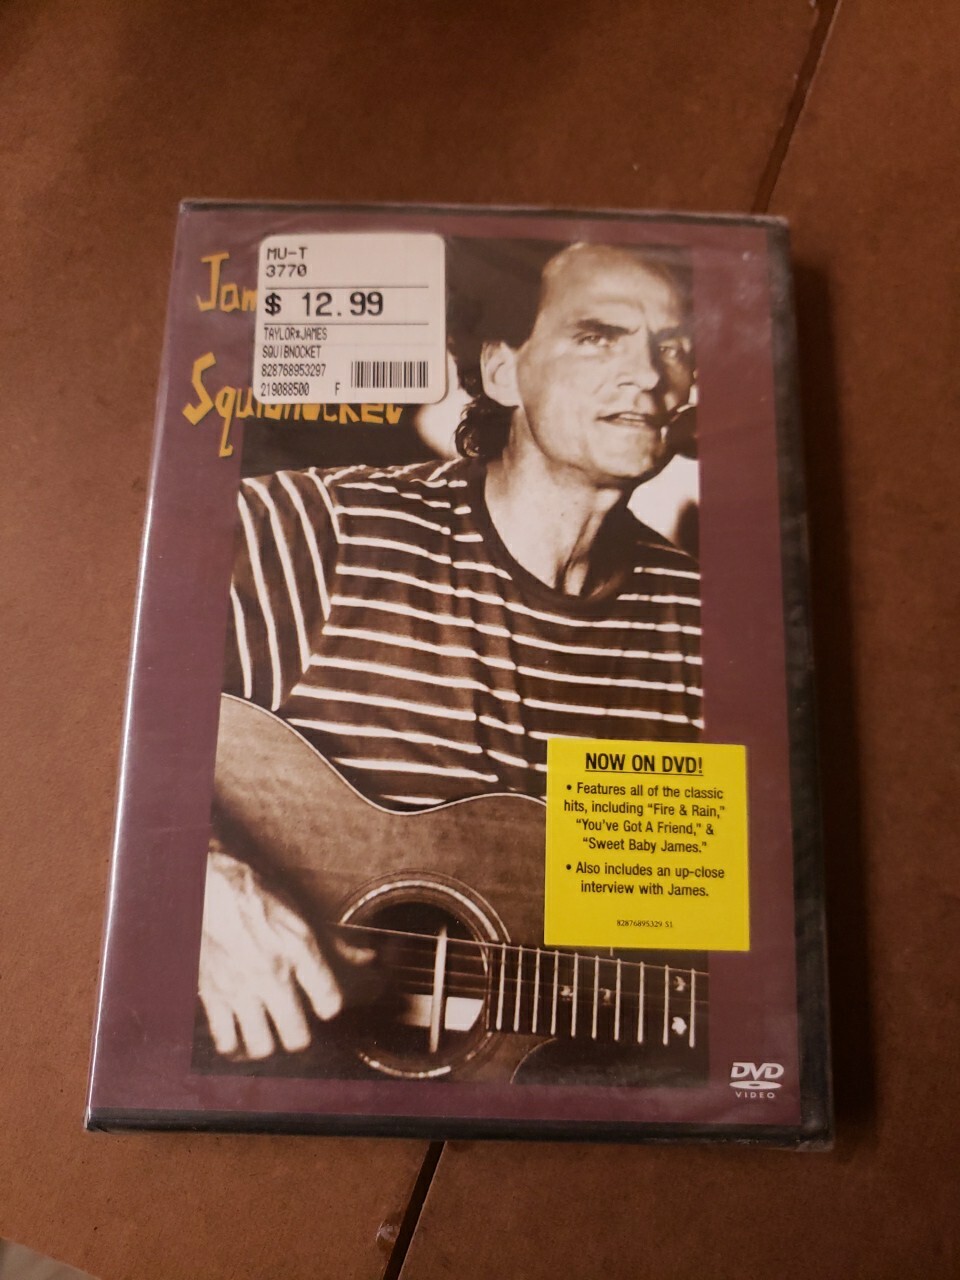 Jam
MU-T
3770
$ 12.99
TAYLOR*JAMES
SQUIBNOCKET
828768953297
219088500 F
Squibnocket
NOW ON DVD!
• Features all of the classic
hits, including "Fire & Rain,"
"You've Got A Friend," &
"Sweet Baby James."
• Also includes an up-close
interview with James.
82876895329 S1
DVD
VIDEO